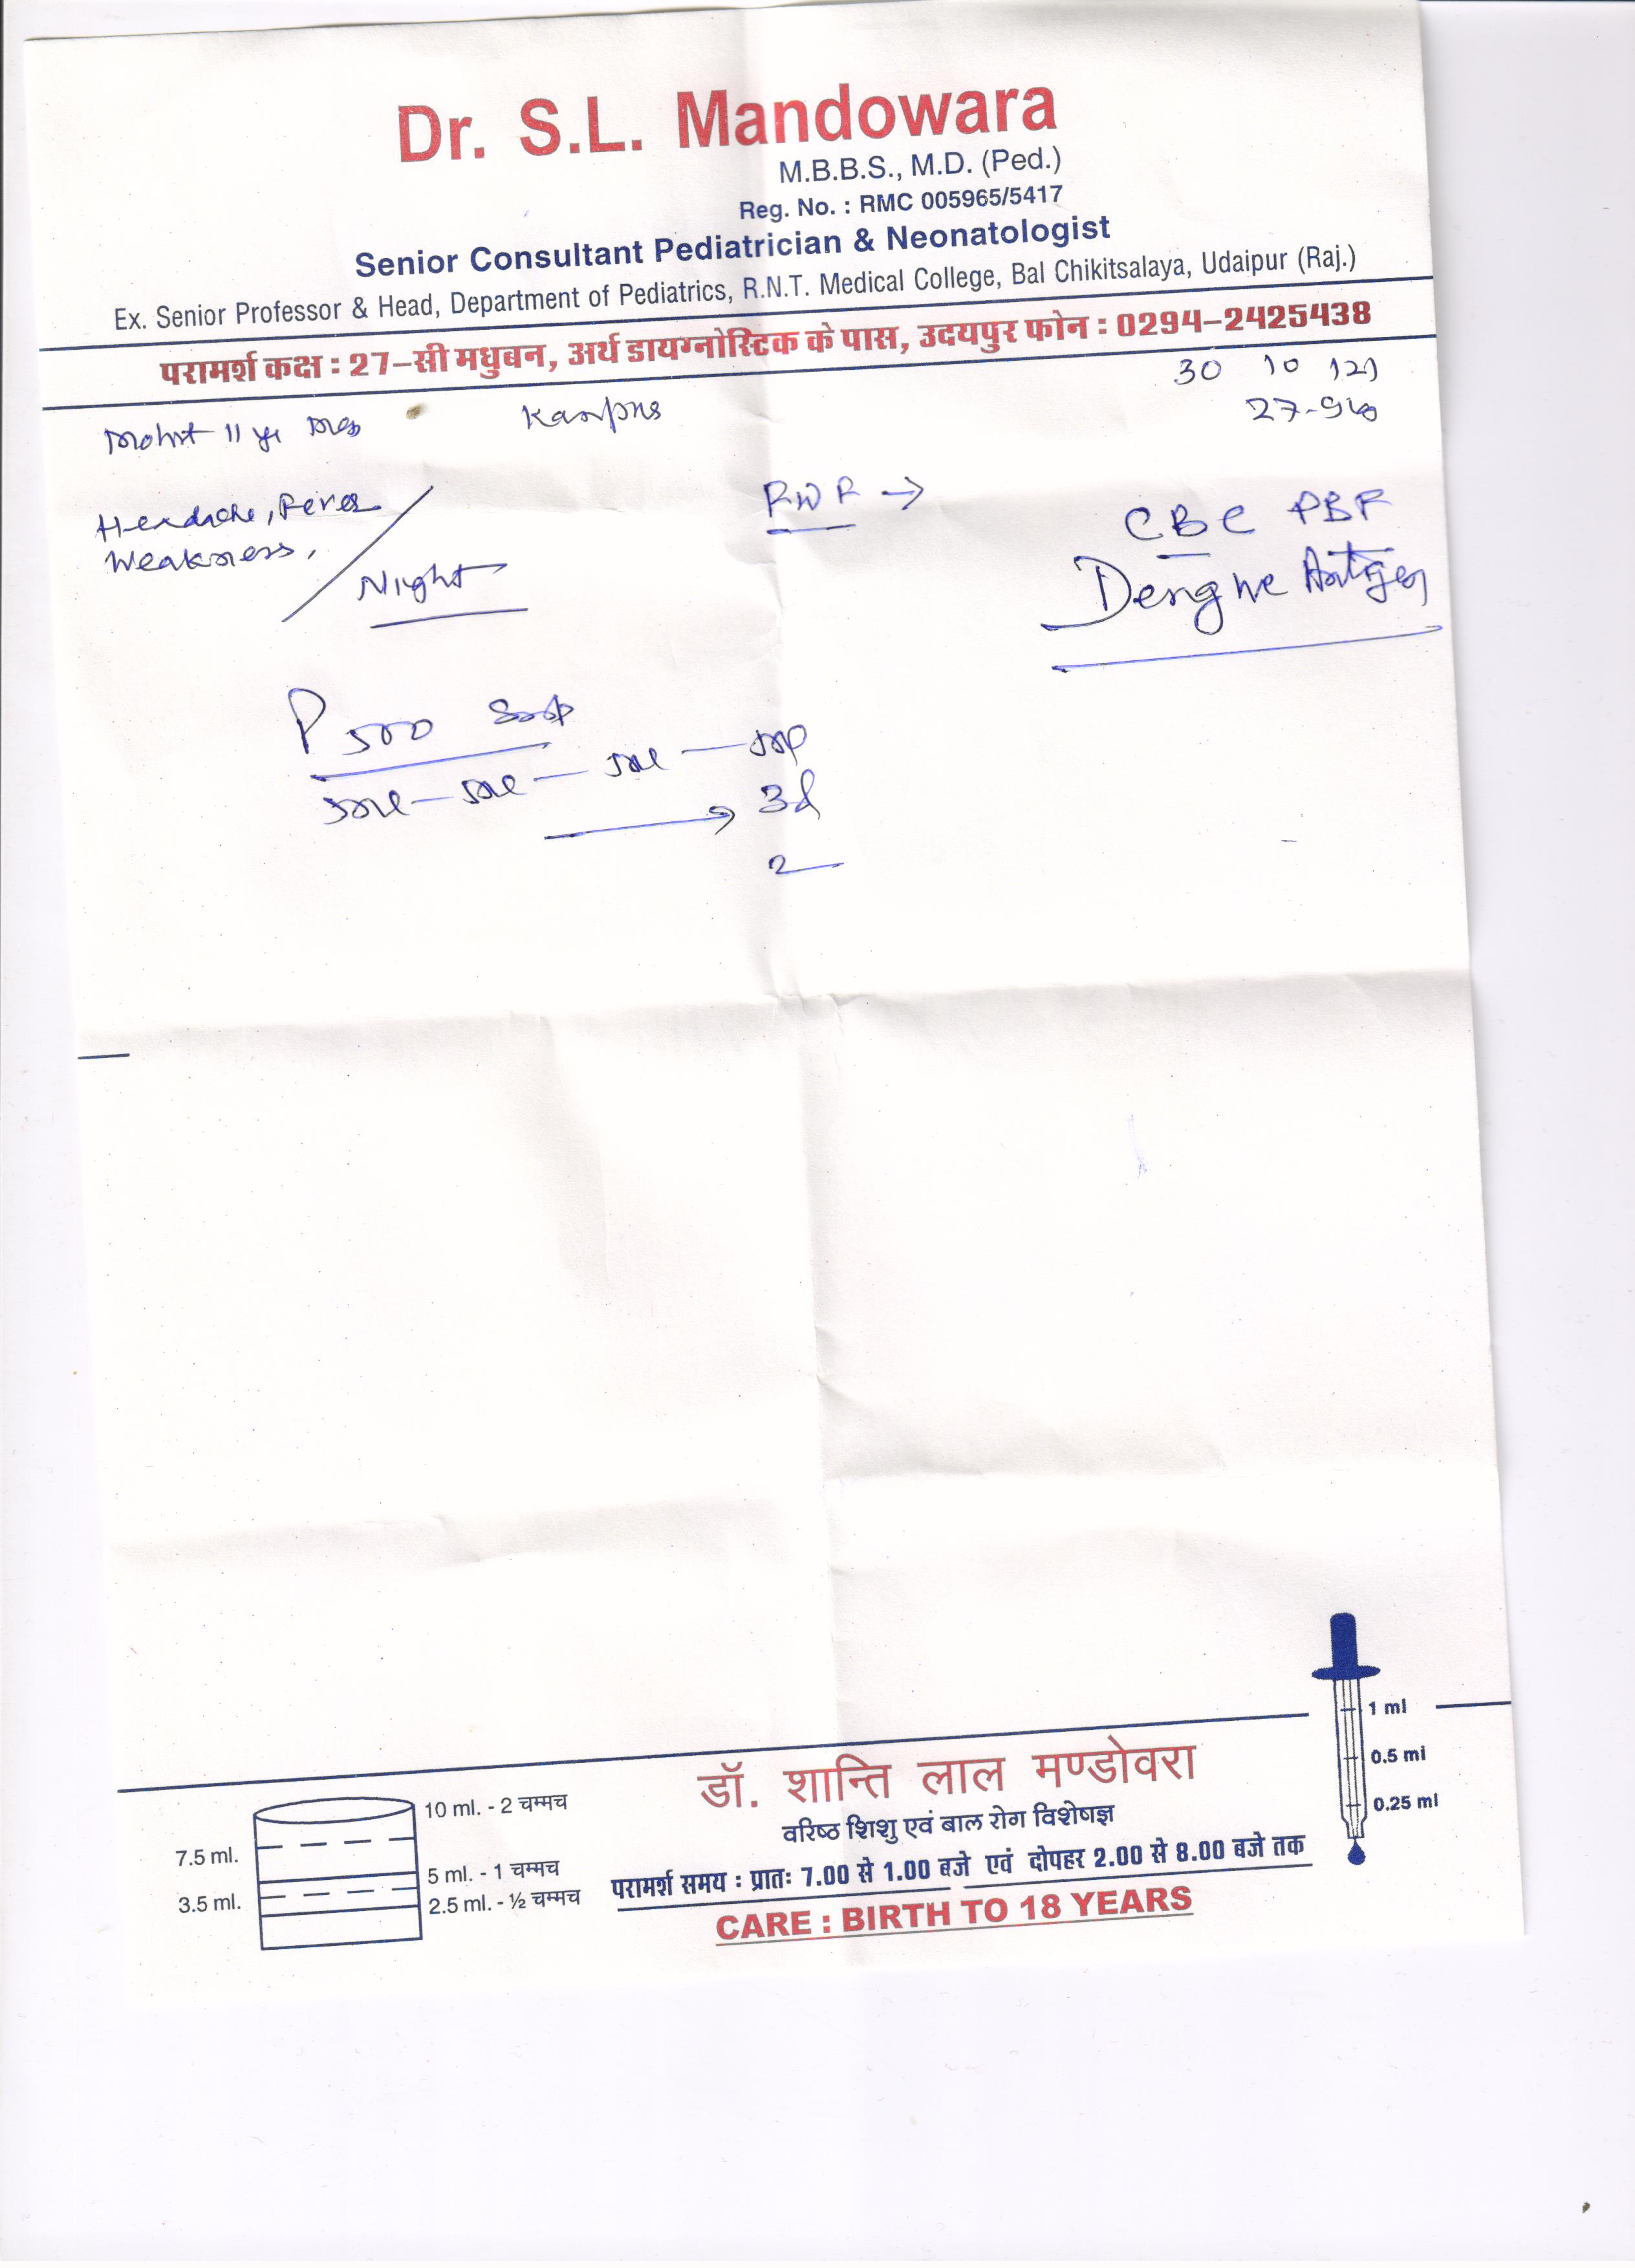 Dr. S.L. Mandowara
M.B.B.S., M.D. (Ped.)
Reg. No. : RMC 005965/5417
Senior Consultant Pediatrician & Neonatologist
Ex. Senior Professor & Head, Department of Pediatrics, R.N.T. Medical College, Bal Chikitsalaya, Udaipur (Raj.)
परामर्श कक्ष : 27-सी मधुबन, अर्थ डायग्नोस्टिक के पास, उदयपुर फोन : 0294-2425438
30 10 121
Mohit 11 yr
Headache, Fever
Weakness,
Night
CBC PBF
Dengue Antigen
P 500
3d
10 ml. - 2 चम्मच
7.5 ml.
5 ml. - 1 चम्मच
3.5 ml.
2.5 ml. - ½ चम्मच
डॉ. शान्ति लाल मण्डोवरा
वरिष्ठ शिशु एवं बाल रोग विशेषज्ञ
परामर्श समय : प्रातः 7.00 से 1.00 बजे एवं दोपहर 2.00 से 8.00 बजे तक
CARE : BIRTH TO 18 YEARS
1 ml
0.5 ml
0.25 ml